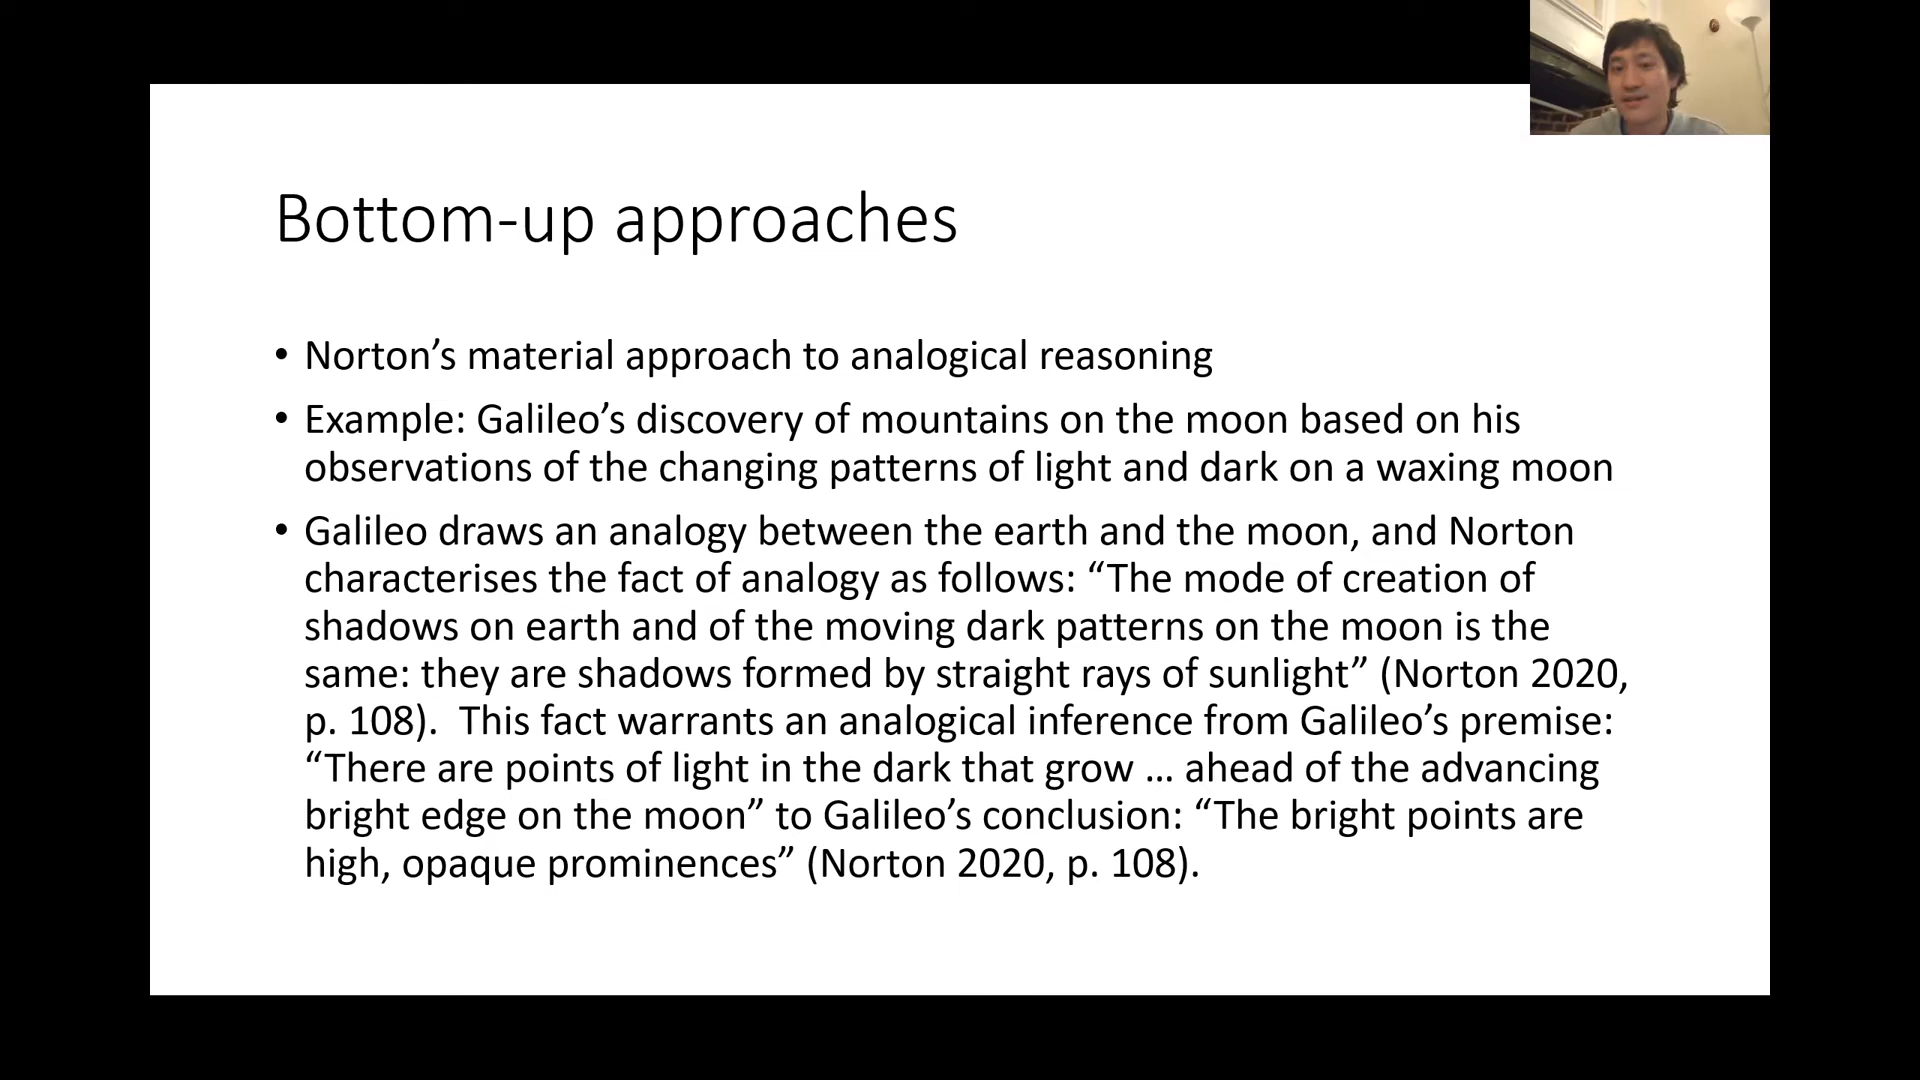 Bottom-up approaches
• Norton’s material approach to analogical reasoning
• Example: Galileo’s discovery of mountains on the moon based on his
observations of the changing patterns of light and dark on a waxing moon
• Galileo draws an analogy between the earth and the moon, and Norton
characterises the fact of analogy as follows: “The mode of creation of
shadows on earth and of the moving dark patterns on the moon is the
same: they are shadows formed by straight rays of sunlight” (Norton 2020,
p. 108).  This fact warrants an analogical inference from Galileo’s premise:
“There are points of light in the dark that grow … ahead of the advancing
bright edge on the moon” to Galileo’s conclusion: “The bright points are
high, opaque prominences” (Norton 2020, p. 108).